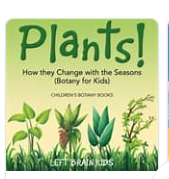 Plants!
How they Change with the Seasons
(Botany for Kids)
CHILDREN'S BOTANY BOOKS
LEFT BRAIN KIDS